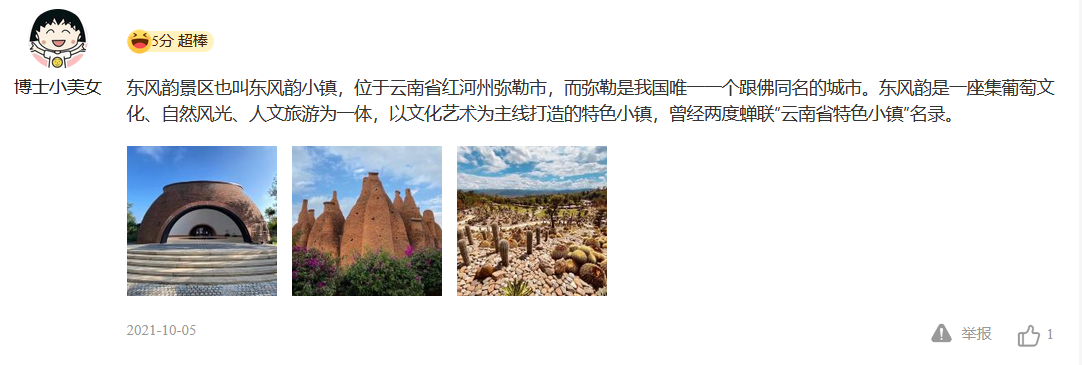 5分 超棒
博士小美女
东风韵景区也叫东风韵小镇，位于云南省红河州弥勒市，而弥勒是我国唯一一个跟佛同名的城市。东风韵是一座集葡萄文
化、自然风光、人文旅游为一体，以文化艺术为主线打造的特色小镇，曾经两度蝉联"云南省特色小镇"名录。
2021-10-05
举报
1